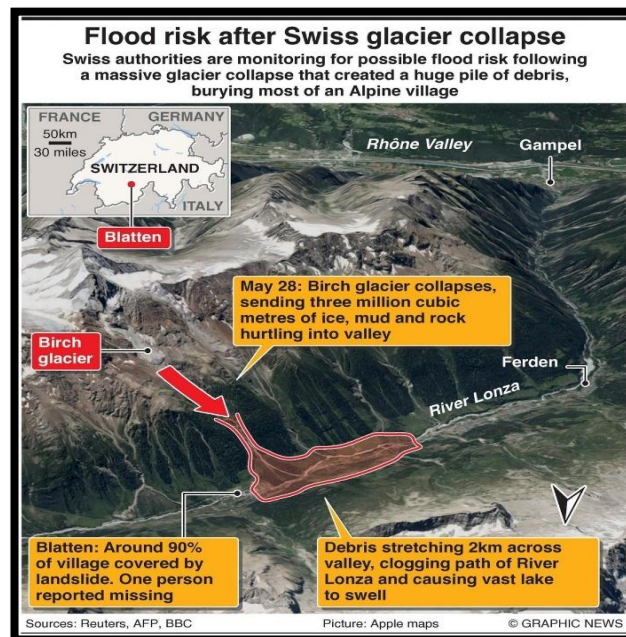 Flood risk after Swiss glacier collapse
Swiss authorities are monitoring for possible flood risk following
a massive glacier collapse that created a huge pile of debris,
burying most of an Alpine village
FRANCE
GERMANY
50km
30 miles
SWITZERLAND
ITALY
Blatten
Rhône Valley
Gampel
May 28: Birch glacier collapses,
sending three million cubic
metres of ice, mud and rock
hurtling into valley
Birch
glacier
Ferden
River Lonza
Blatten: Around 90%
of village covered by
landslide. One person
reported missing
Debris stretching 2km across
valley, clogging path of River
Lonza and causing vast lake
to swell
Sources: Reuters, AFP, BBC
Picture: Apple maps
© GRAPHIC NEWS